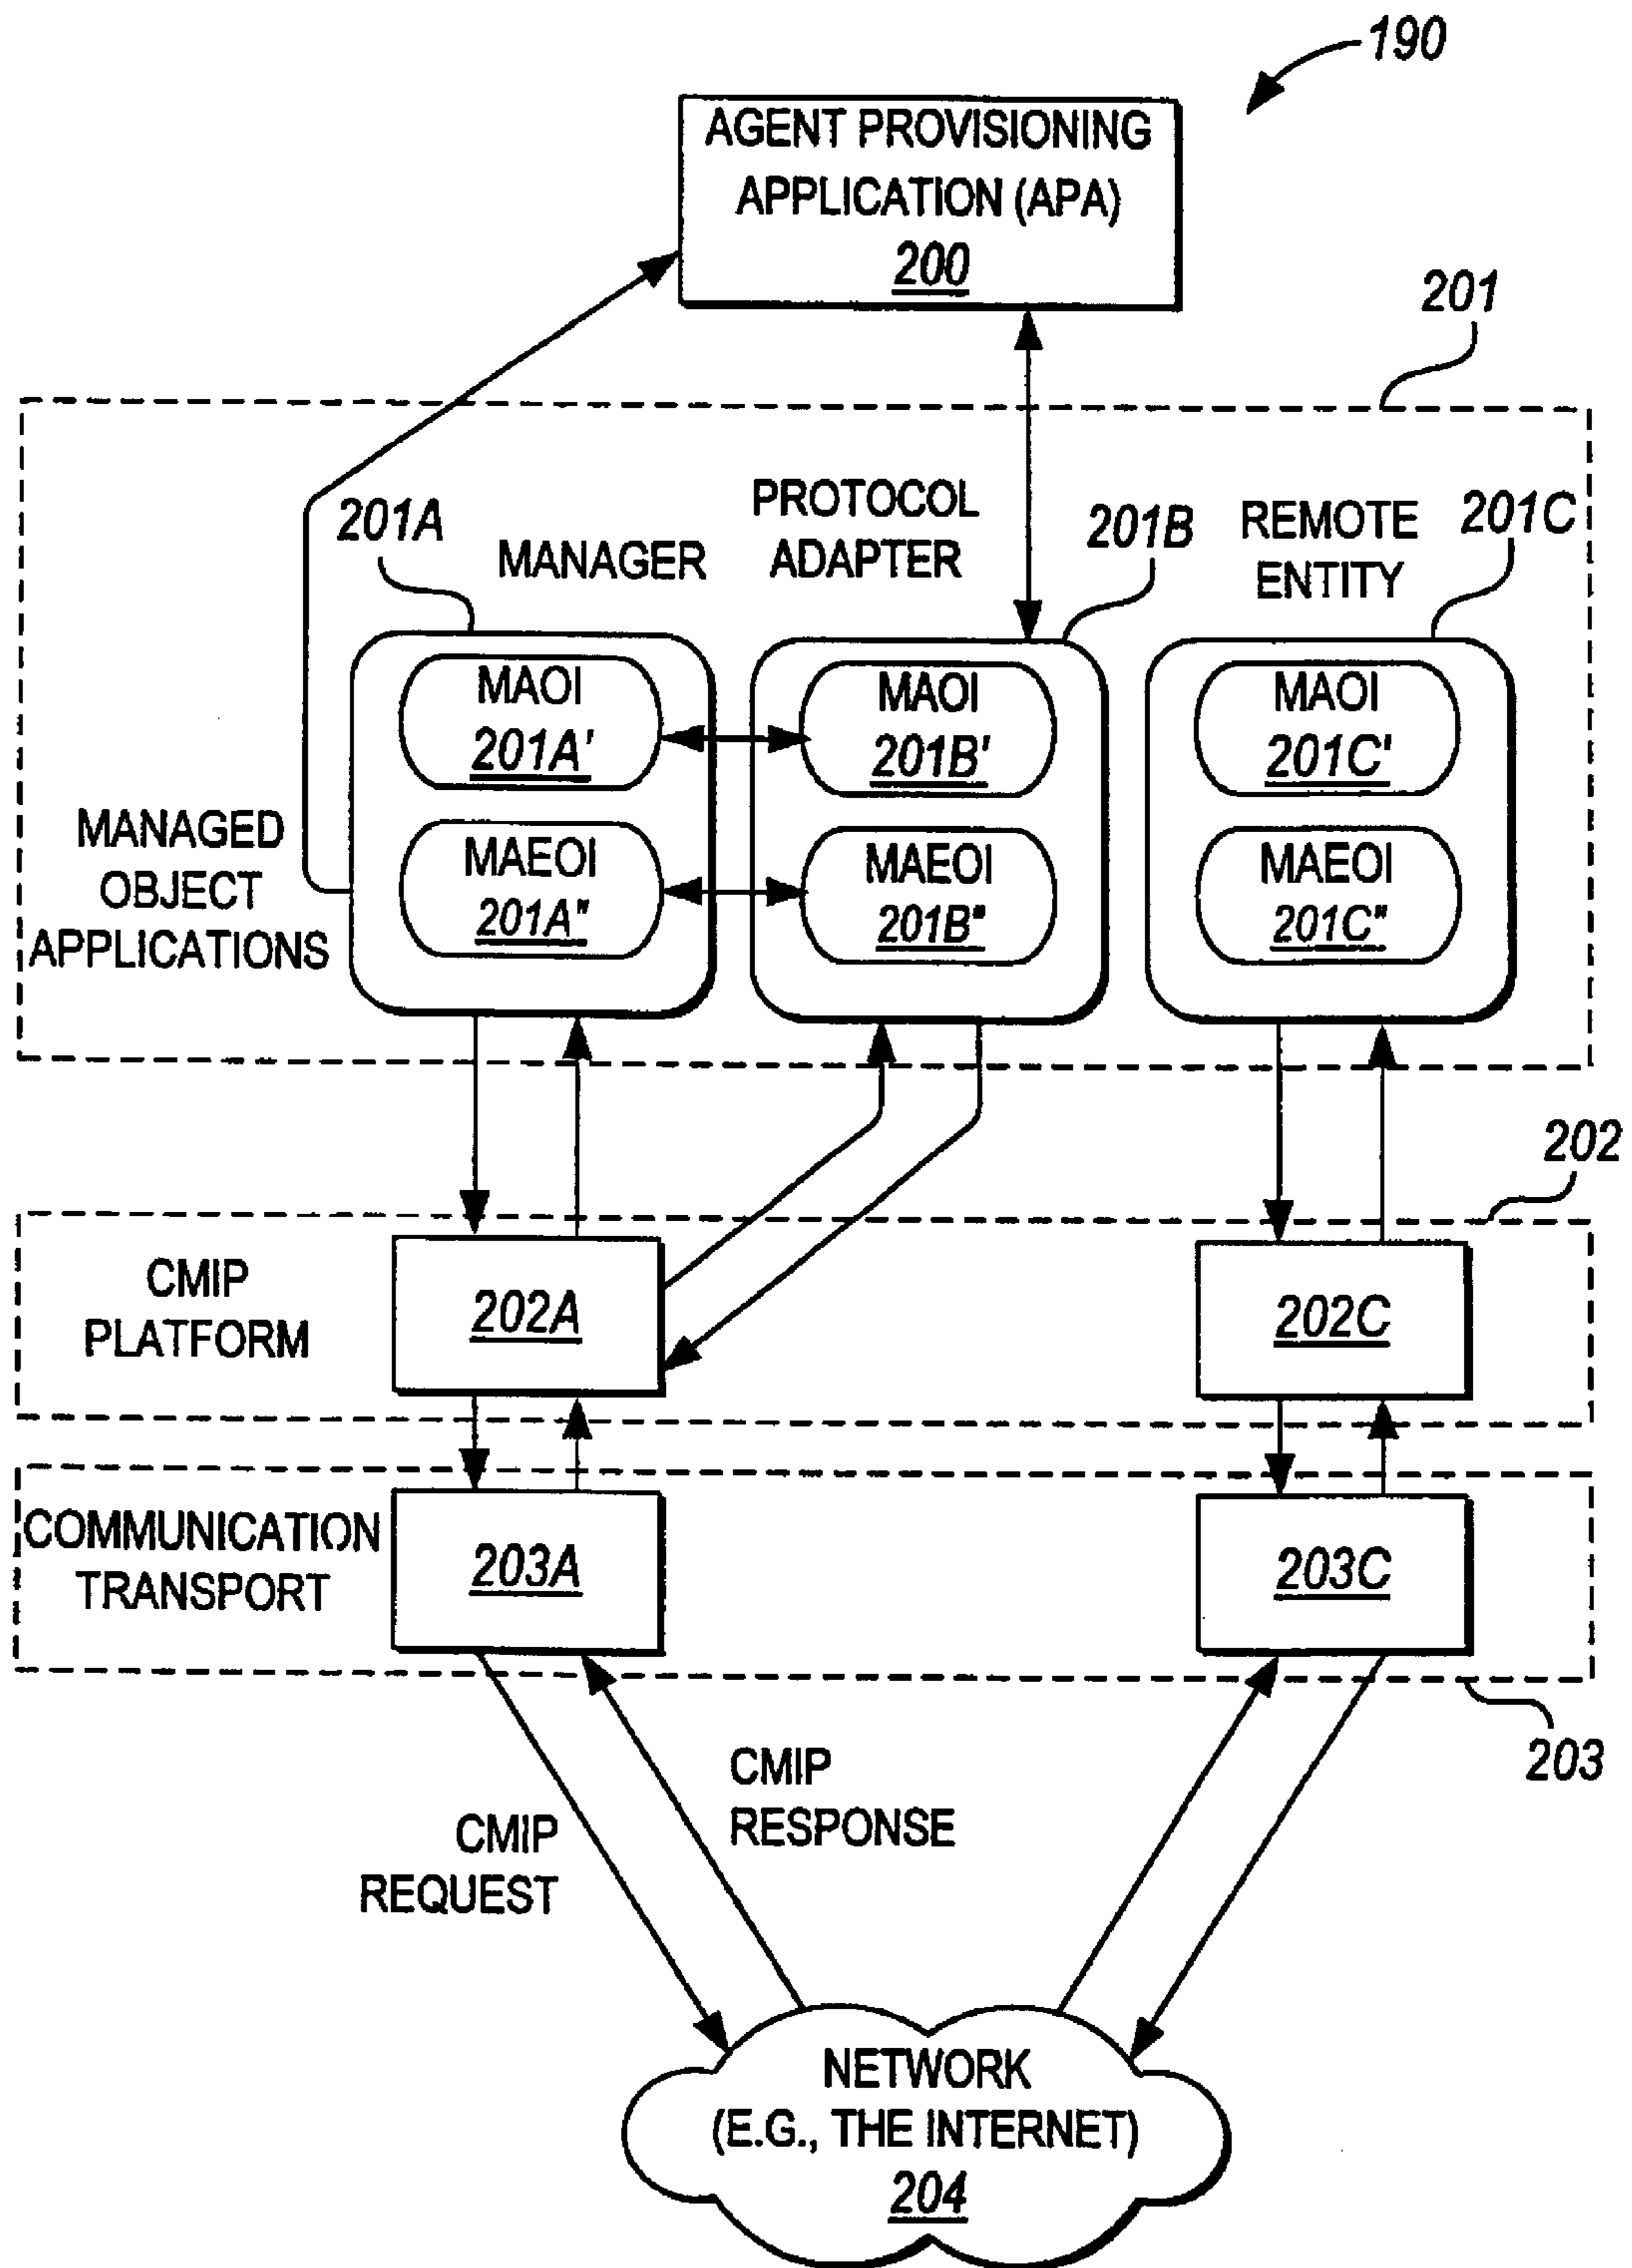 190
AGENT PROVISIONING
APPLICATION (APA)
200
201
201A
MANAGER
PROTOCOL
ADAPTER
201B
REMOTE
ENTITY
201C
MAOI
201A'
MAOI
201B'
MAOI
201C'
MANAGED
OBJECT
APPLICATIONS
MAEOI
201A"
MAEOI
201B"
MAEOI
201C"
202
CMIP
PLATFORM
202A
202C
COMMUNICATION
TRANSPORT
203A
203C
203
CMIP
REQUEST
CMIP
RESPONSE
NETWORK
(E.G., THE INTERNET)
204